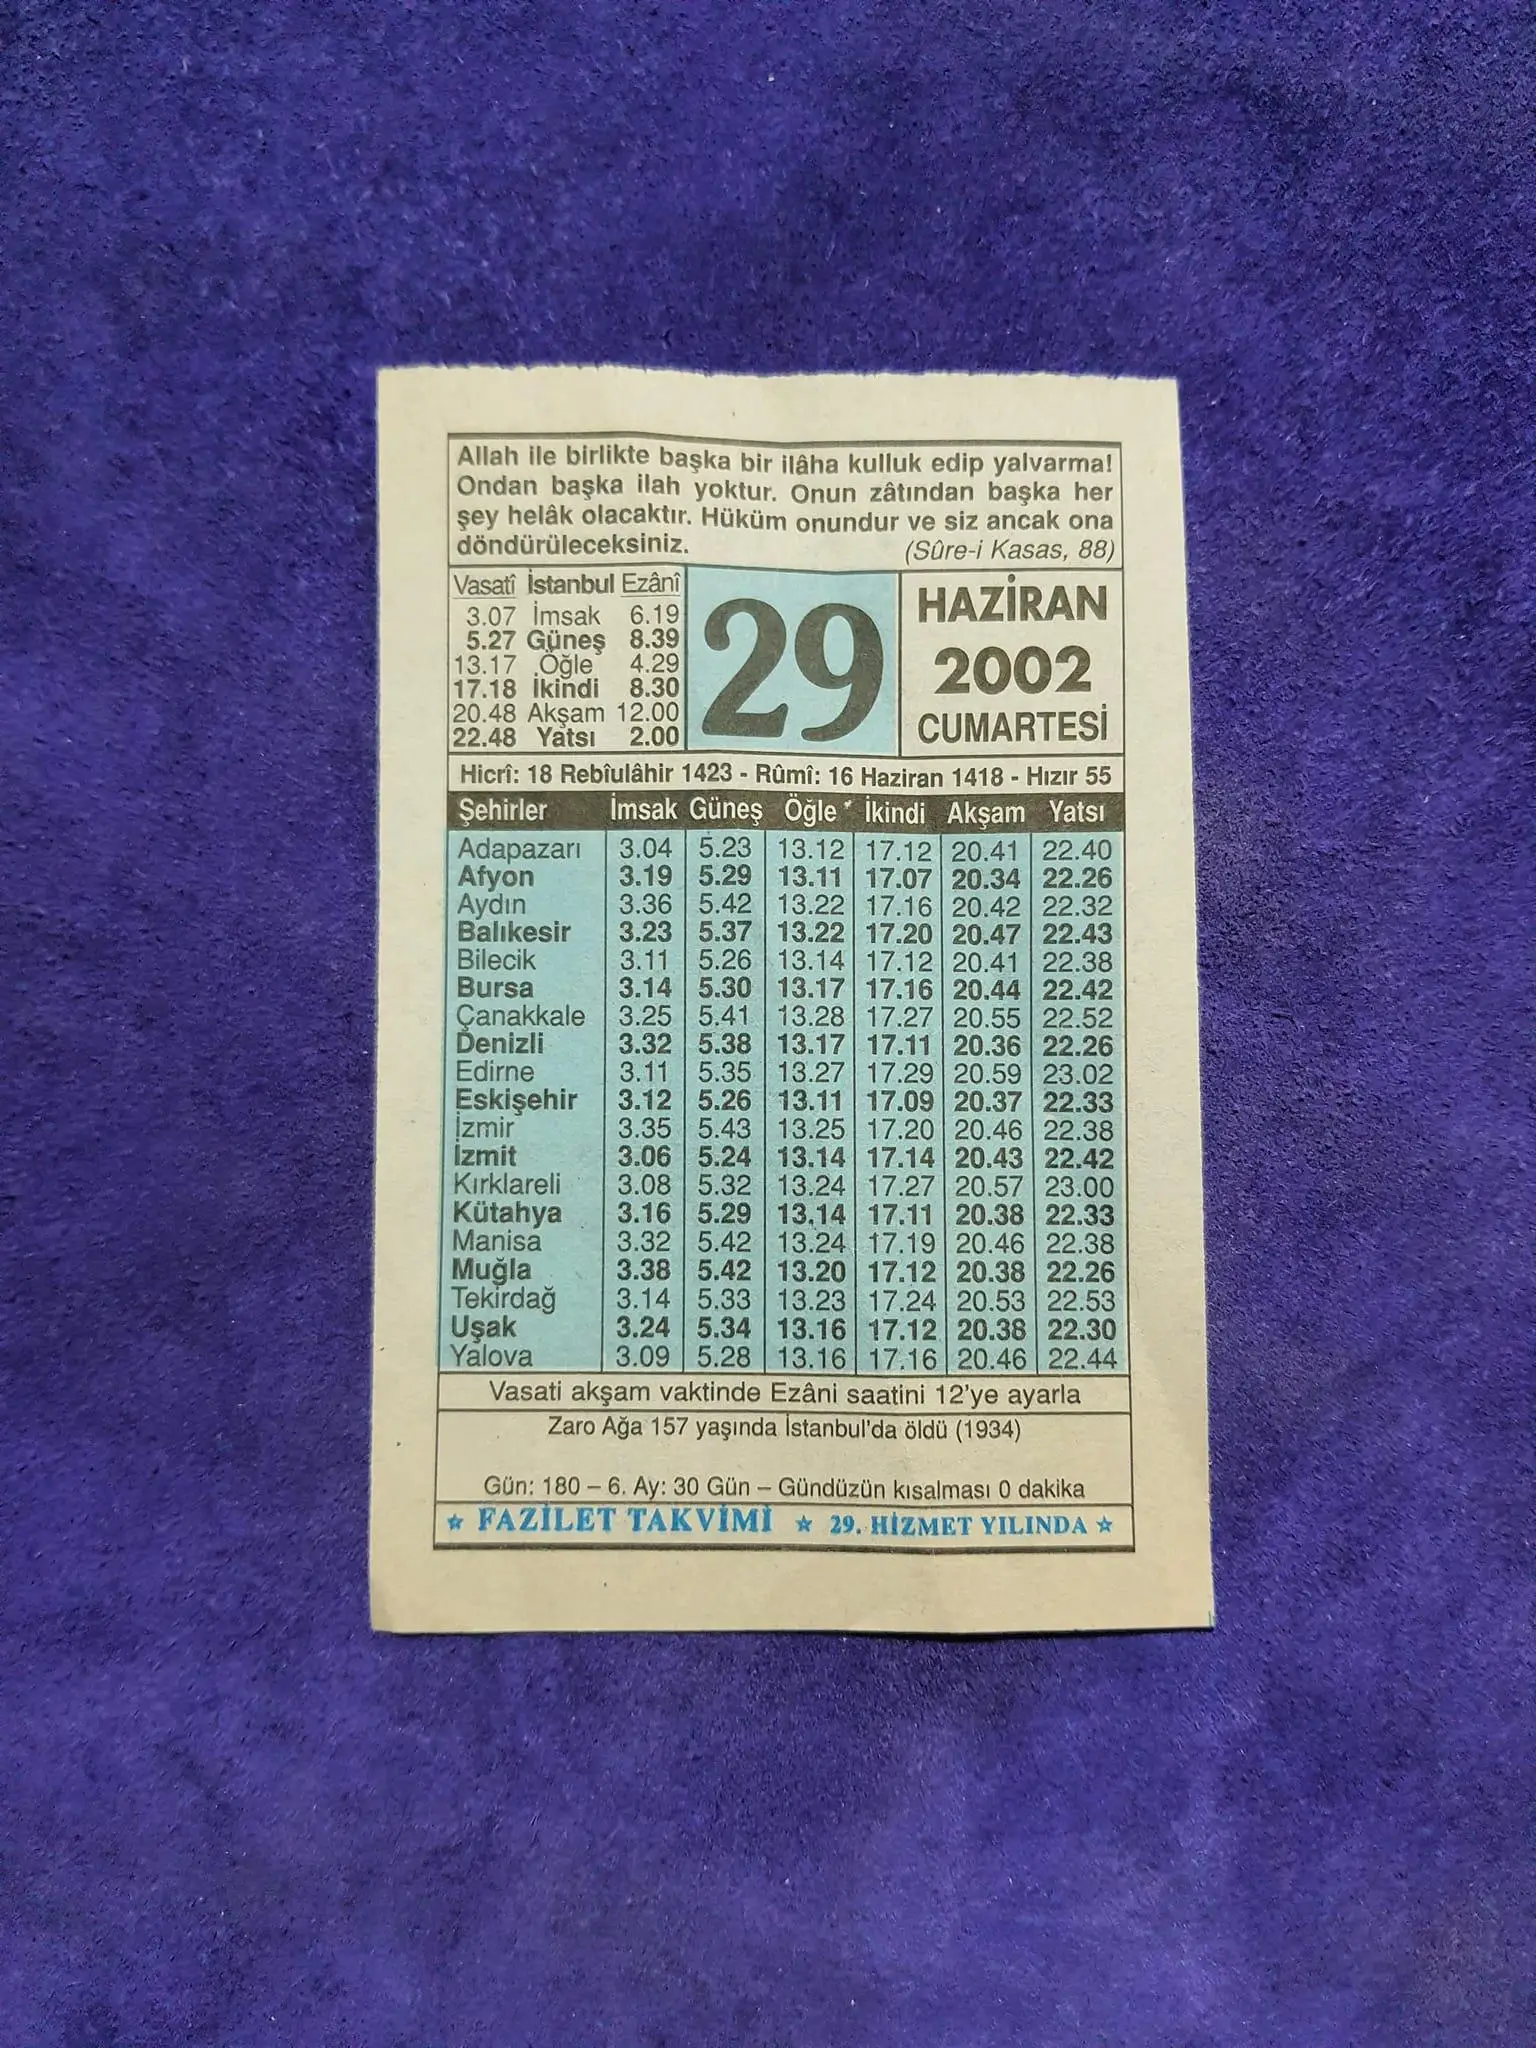 Allah ile birlikte başka bir ilâha kulluk edip yalvarma!
Ondan başka ilah yoktur. Onun zâtından başka her
şey helâk olacaktır. Hüküm onundur ve siz ancak ona
döndürüleceksiniz. (Sûre-i Kasas, 88)
Vasatî İstanbul Ezânî
3.07 İmsak 6.19
5.27 Güneş 8.39
13.17 Öğle 4.29
17.18 İkindi 8.30
20.48 Akşam 12.00
22.48 Yatsı 2.00
29
HAZİRAN
2002
CUMARTESİ
Hicrî: 18 Rebîulâhir 1423 - Rûmî: 16 Haziran 1418 - Hızır 55
Şehirler İmsak Güneş Öğle İkindi Akşam Yatsı
Adapazarı 3.04 5.23 13.12 17.12 20.41 22.40
Afyon 3.19 5.29 13.11 17.07 20.34 22.26
Aydın 3.36 5.42 13.22 17.16 20.42 22.32
Balıkesir 3.23 5.37 13.22 17.20 20.47 22.43
Bilecik 3.11 5.26 13.14 17.12 20.41 22.38
Bursa 3.14 5.30 13.17 17.16 20.44 22.42
Çanakkale 3.25 5.41 13.28 17.27 20.55 22.52
Denizli 3.32 5.38 13.17 17.11 20.36 22.26
Edirne 3.11 5.35 13.27 17.29 20.59 23.02
Eskişehir 3.12 5.26 13.11 17.09 20.37 22.33
İzmir 3.35 5.43 13.25 17.20 20.46 22.38
İzmit 3.06 5.24 13.14 17.14 20.43 22.42
Kırklareli 3.08 5.32 13.24 17.27 20.57 23.00
Kütahya 3.16 5.29 13.14 17.11 20.38 22.33
Manisa 3.32 5.42 13.24 17.19 20.46 22.38
Muğla 3.38 5.42 13.20 17.12 20.38 22.26
Tekirdağ 3.14 5.33 13.23 17.24 20.53 22.53
Uşak 3.24 5.34 13.16 17.12 20.38 22.30
Yalova 3.09 5.28 13.16 17.16 20.46 22.44
Vasati akşam vaktinde Ezâni saatini 12'ye ayarla
Zaro Ağa 157 yaşında İstanbul'da öldü (1934)
Gün: 180 – 6. Ay: 30 Gün – Gündüzün kısalması 0 dakika
☆ FAZİLET TAKVİMİ ☆ 29. HİZMET YILINDA ☆